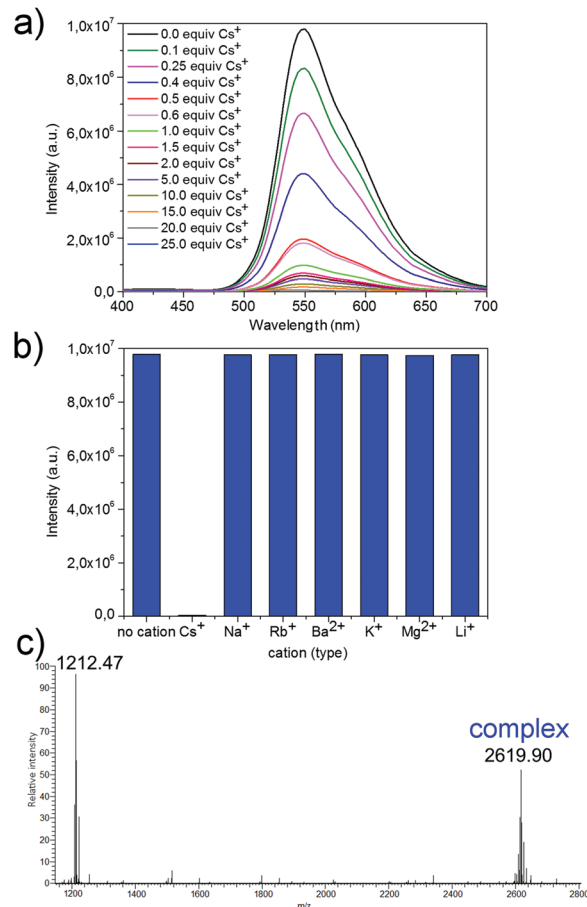 a)
1,0x10⁷
8,0x10⁶
6,0x10⁶
4,0x10⁶
2,0x10⁶
0,0
Intensity (a.u.)
0.0 equiv Cs⁺
0.1 equiv Cs⁺
0.25 equiv Cs⁺
0.4 equiv Cs⁺
0.5 equiv Cs⁺
0.6 equiv Cs⁺
1.0 equiv Cs⁺
1.5 equiv Cs⁺
2.0 equiv Cs⁺
5.0 equiv Cs⁺
10.0 equiv Cs⁺
15.0 equiv Cs⁺
20.0 equiv Cs⁺
25.0 equiv Cs⁺
400 450 500 550 600 650 700
Wavelength (nm)
b)
1,0x10⁷
8,0x10⁶
6,0x10⁶
4,0x10⁶
2,0x10⁶
0,0
Intensity (a.u.)
no cation Cs⁺ Na⁺ Rb⁺ Ba²⁺ K⁺ Mg²⁺ Li⁺
cation (type)
c)
1212.47
complex
2619.90
100
90
80
70
60
50
40
30
20
10
0
Relative intensity
1200 1400 1600 1800 2000 2200 2400 2600 2800
m/z